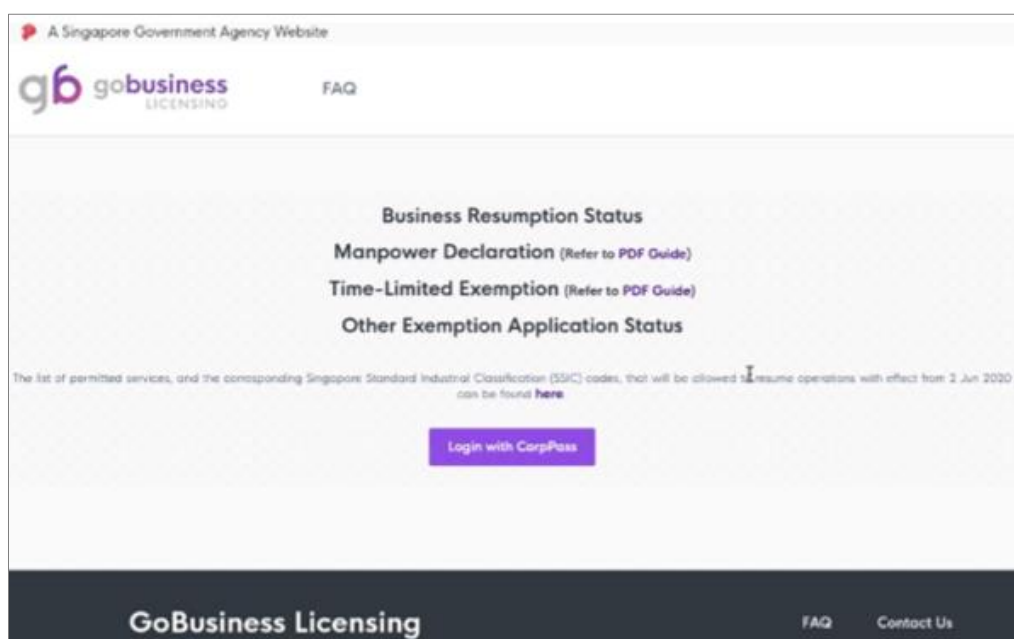 A Singapore Government Agency Website
gb gobusiness
LICENSING
FAQ
Business Resumption Status
Manpower Declaration (Refer to PDF Guide)
Time-Limited Exemption (Refer to PDF Guide)
Other Exemption Application Status
The list of permitted services, and the corresponding Singapore Standard Industrial Classification (SSIC) codes, that will be allowed to resume operations with effect from 2 Jun 2020
can be found here
Login with CorpPass
GoBusiness Licensing
FAQ Contact Us